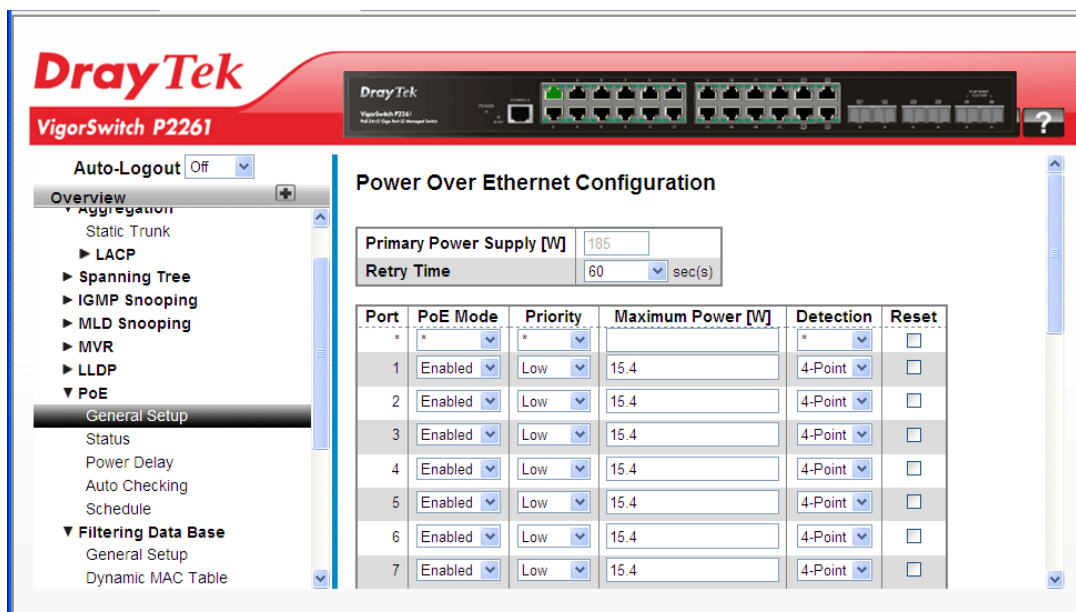 DrayTek
VigorSwitch P2261
DrayTek
VigorSwitch P2261
POWER
CONSOLE
?
Auto-Logout Off
Overview
Aggregation
Static Trunk
LACP
Spanning Tree
IGMP Snooping
MLD Snooping
MVR
LLDP
PoE
General Setup
Status
Power Delay
Auto Checking
Schedule
Filtering Data Base
General Setup
Dynamic MAC Table
Power Over Ethernet Configuration
Primary Power Supply [W] 185
Retry Time 60 sec(s)
Port PoE Mode Priority Maximum Power [W] Detection Reset
* * * *
1 Enabled Low 15.4 4-Point
2 Enabled Low 15.4 4-Point
3 Enabled Low 15.4 4-Point
4 Enabled Low 15.4 4-Point
5 Enabled Low 15.4 4-Point
6 Enabled Low 15.4 4-Point
7 Enabled Low 15.4 4-Point